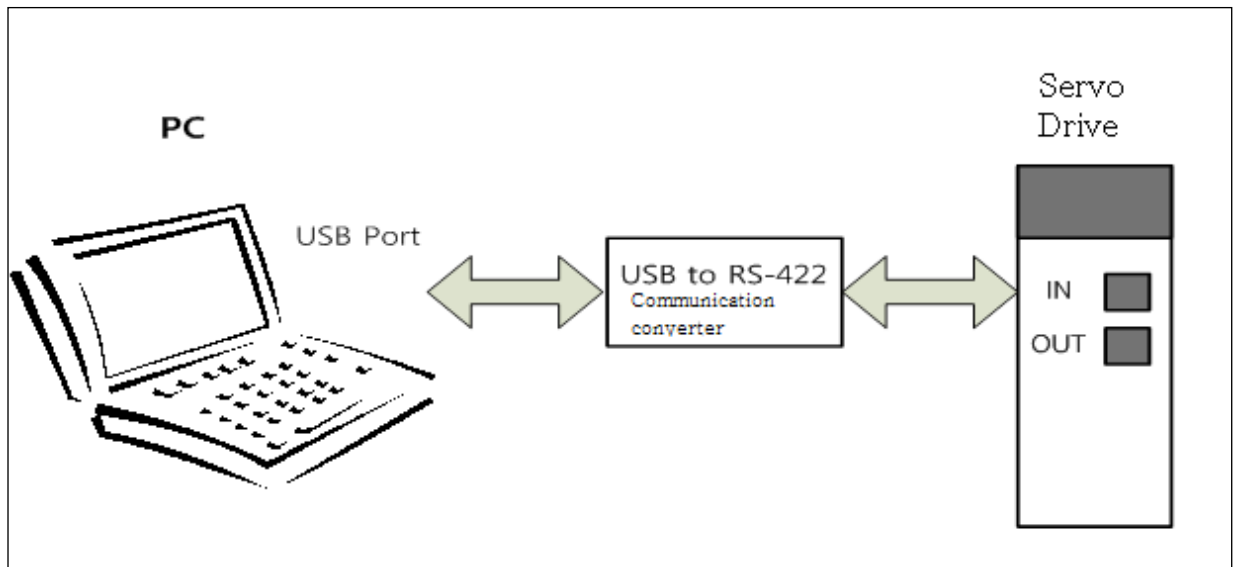 PC
USB Port
USB to RS-422
Communication
converter
Servo
Drive
IN
OUT